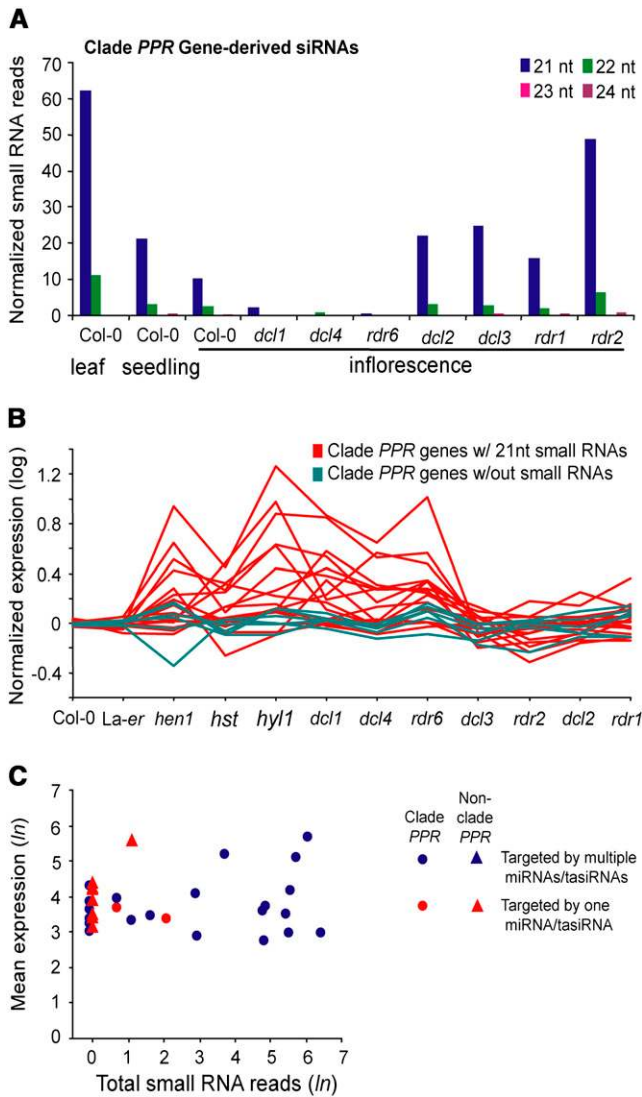 A
Clade PPR Gene-derived siRNAs
21 nt 22 nt
23 nt 24 nt
Normalized small RNA reads
70
60
50
40
30
20
10
0
Col-0 Col-0 Col-0 dcl1 dcl4 rdr6 dcl2 dcl3 rdr1 rdr2
leaf seedling inflorescence
B
Clade PPR genes w/ 21nt small RNAs
Clade PPR genes w/out small RNAs
Normalized expression (log)
1.2
0.8
0.4
0
-0.4
Col-0 La-er hen1 hst hyl1 dcl1 dcl4 rdr6 dcl3 rdr2 dcl2 rdr1
C
Mean expression (ln)
7
6
5
4
3
2
1
0
0 1 2 3 4 5 6 7
Total small RNA reads (ln)
Clade PPR
Non-clade PPR
Targeted by multiple
miRNAs/tasiRNAs
Targeted by one
miRNA/tasiRNA